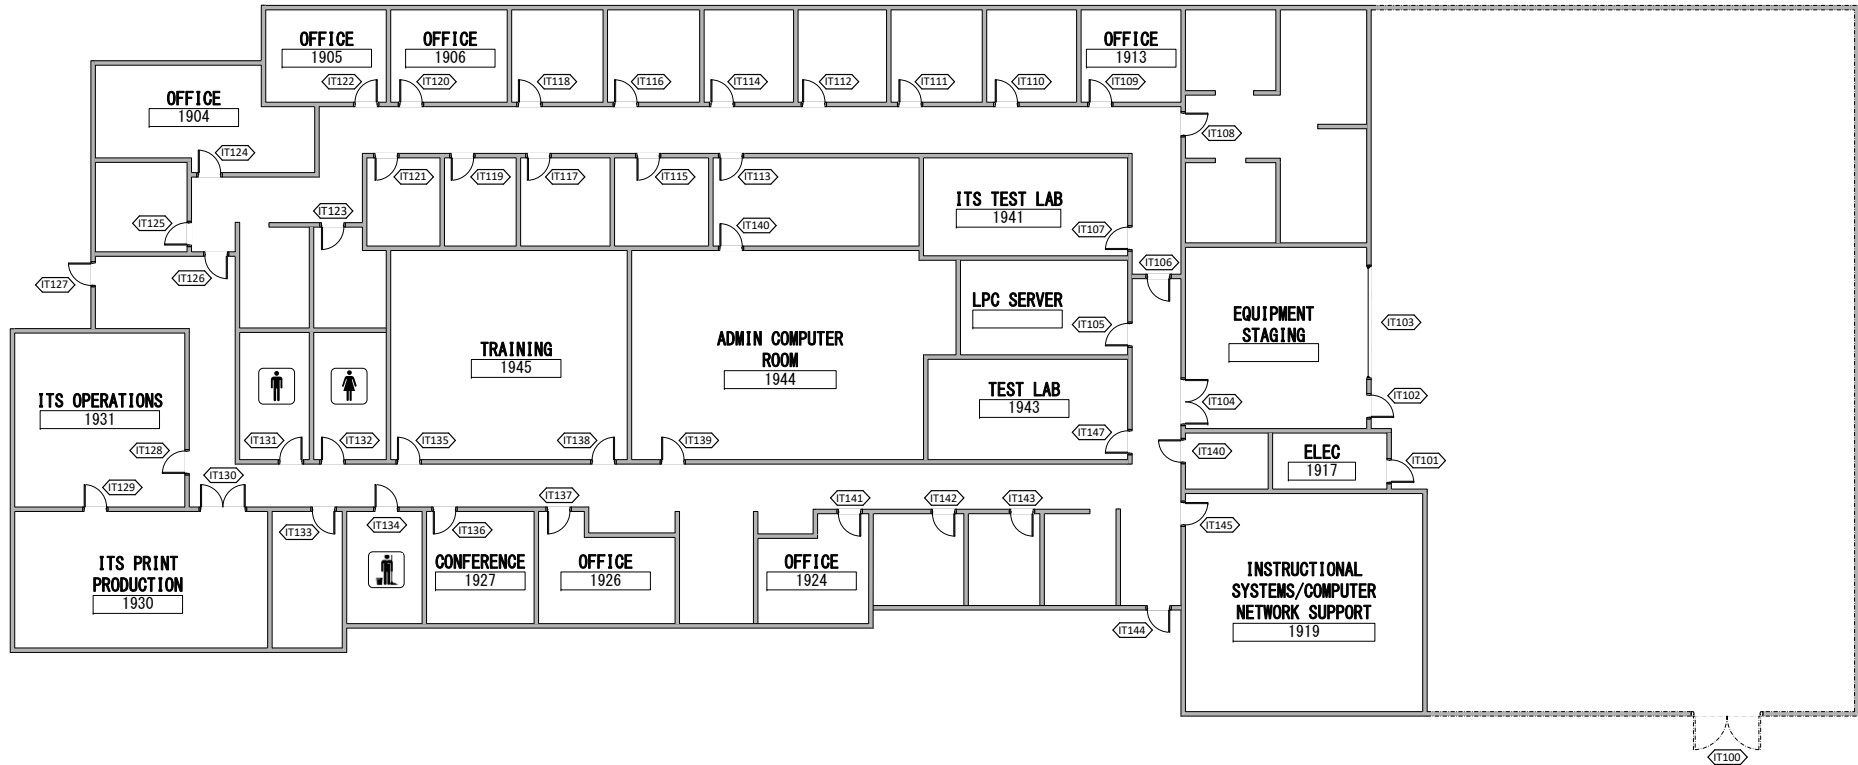 OFFICE
1905
OFFICE
1906
OFFICE
1913
IT122
IT120
IT118
IT116
IT114
IT112
IT111
IT110
IT109
OFFICE
1904
IT124
IT108
IT121
IT119
IT117
IT115
IT113
IT123
IT125
IT140
ITS TEST LAB
1941
IT107
IT126
IT127
IT106
LPC SERVER
IT105
EQUIPMENT
STAGING
IT103
TRAINING
1945
ADMIN COMPUTER
ROOM
1944
TEST LAB
1943
IT104
IT102
ITS OPERATIONS
1931
IT128
IT131
IT132
IT135
IT138
IT139
IT147
IT140
ELEC
1917
IT101
IT129
IT130
IT137
IT141
IT142
IT143
IT133
IT134
IT136
IT145
ITS PRINT
PRODUCTION
1930
CONFERENCE
1927
OFFICE
1926
OFFICE
1924
INSTRUCTIONAL
SYSTEMS/COMPUTER
NETWORK SUPPORT
1919
IT144
IT100